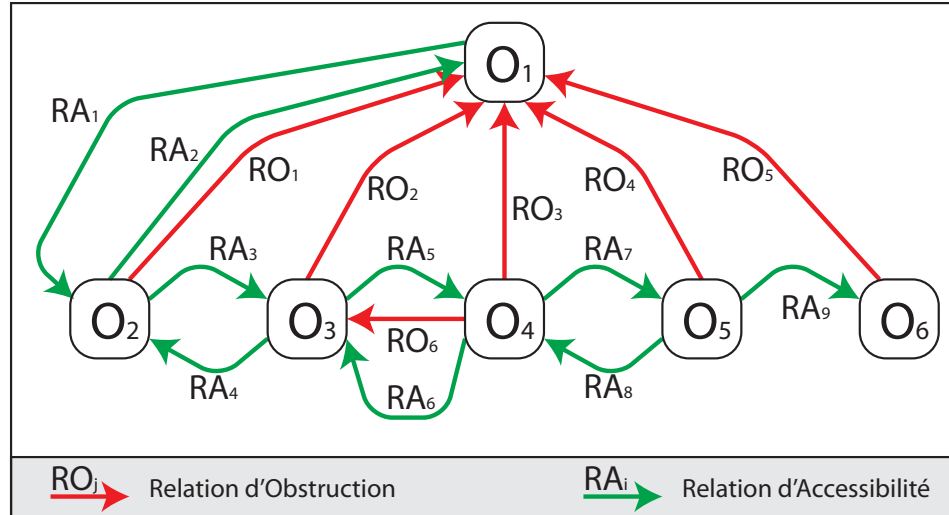 O1
RA1
RA2
RO1
RO2
RO3
RO4
RO5
RA3
RA5
RA7
RA9
O2
O3
O4
O5
O6
RO6
RA4
RA6
RA8
ROj Relation d'Obstruction
RAi Relation d'Accessibilité